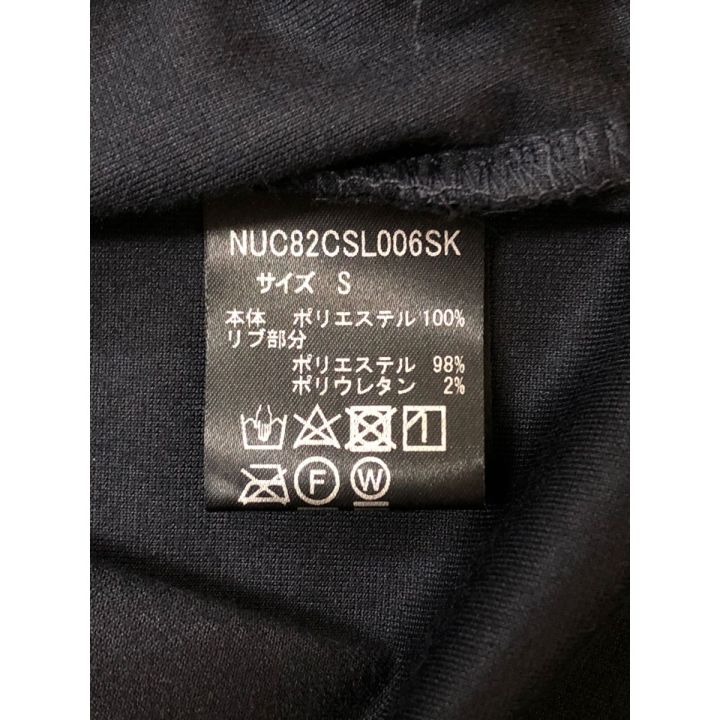 NUC82CSL006SK
サイズ S
本体 ポリエステル 100%
リブ部分
ポリエステル 98%
ポリウレタン 2%
F W